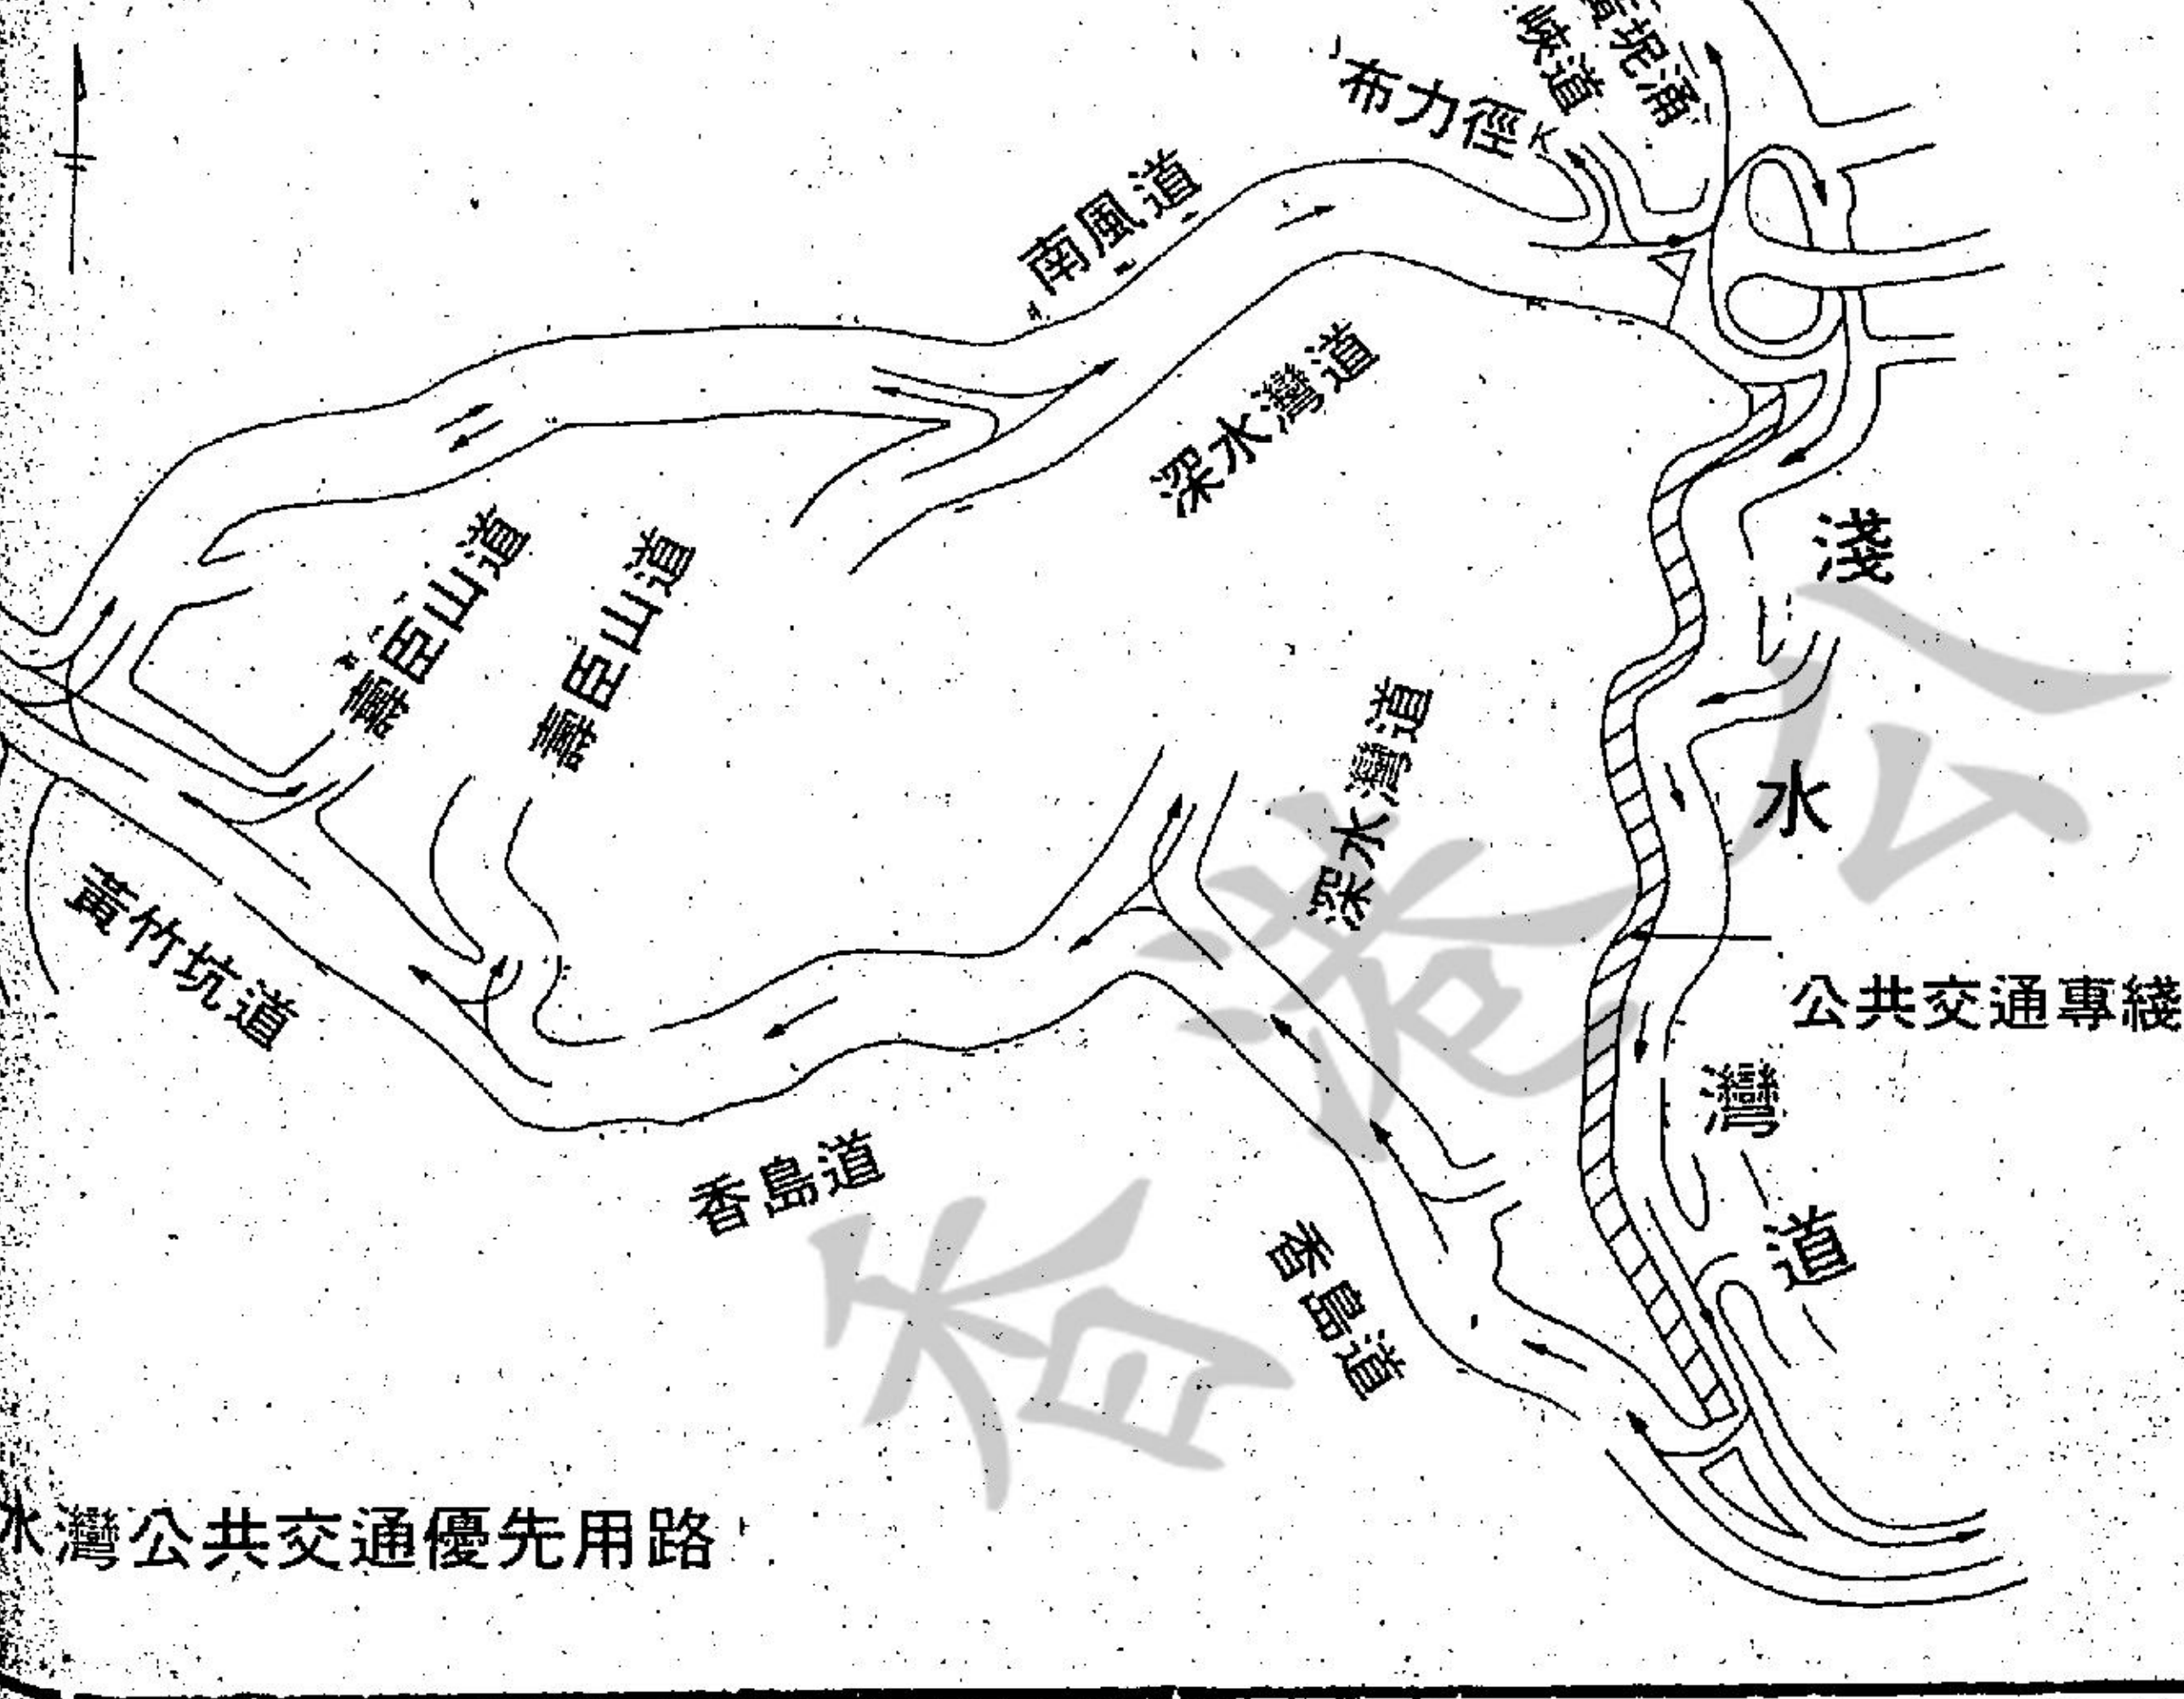 黃坭涌
峽道
布力徑
南風道
深水灣道
淺水灣道
壽臣山道
壽臣山道
深水灣道
黃竹坑道
公共交通專綫
香島道
香島道
水灣公共交通優先用路